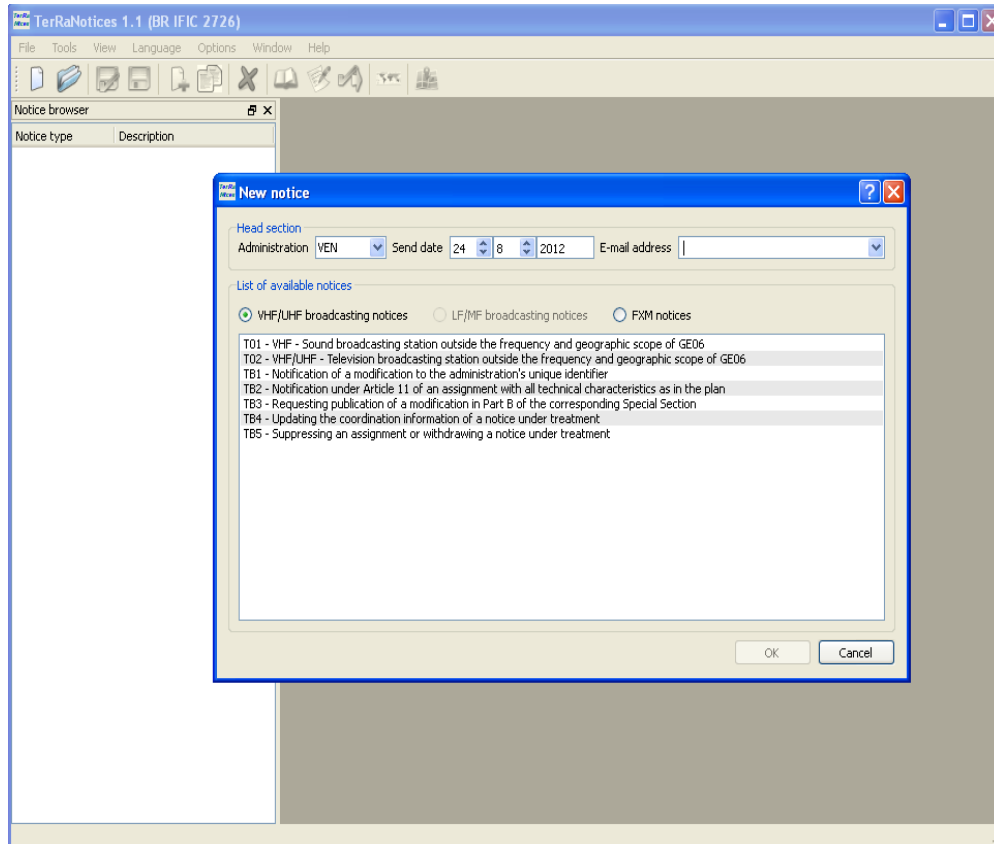 TerRaNotices 1.1 (BR IFIC 2726)
File Tools View Language Options Window Help
Notice browser
Notice type Description
New notice
Head section
Administration VEN Send date 24 8 2012 E-mail address
List of available notices
VHF/UHF broadcasting notices LF/MF broadcasting notices FXM notices
T01 - VHF - Sound broadcasting station outside the frequency and geographic scope of GE06
T02 - VHF/UHF - Television broadcasting station outside the frequency and geographic scope of GE06
TB1 - Notification of a modification to the administration's unique identifier
TB2 - Notification under Article 11 of an assignment with all technical characteristics as in the plan
TB3 - Requesting publication of a modification in Part B of the corresponding Special Section
TB4 - Updating the coordination information of a notice under treatment
TB5 - Suppressing an assignment or withdrawing a notice under treatment
OK Cancel